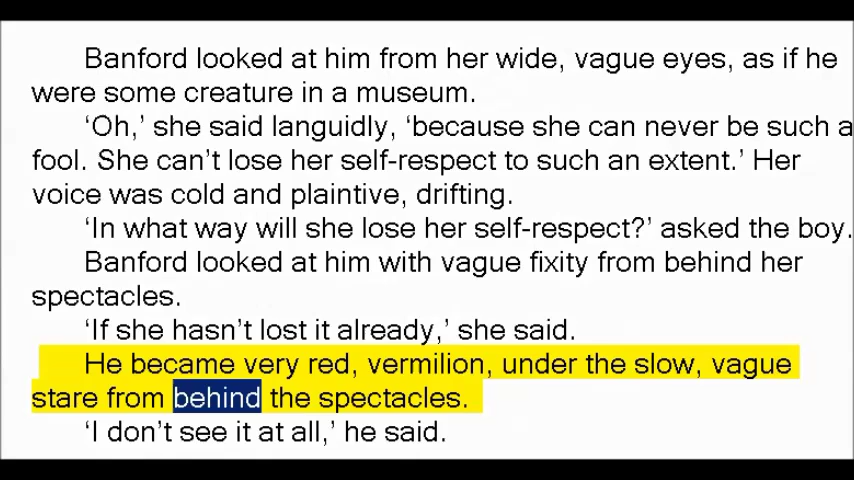 Banford looked at him from her wide, vague eyes, as if he
were some creature in a museum.
‘Oh,’ she said languidly, ‘because she can never be such a
fool. She can’t lose her self-respect to such an extent.’ Her
voice was cold and plaintive, drifting.
‘In what way will she lose her self-respect?’ asked the boy.
Banford looked at him with vague fixity from behind her
spectacles.
‘If she hasn’t lost it already,’ she said.
He became very red, vermilion, under the slow, vague
stare from behind the spectacles.
‘I don’t see it at all,’ he said.